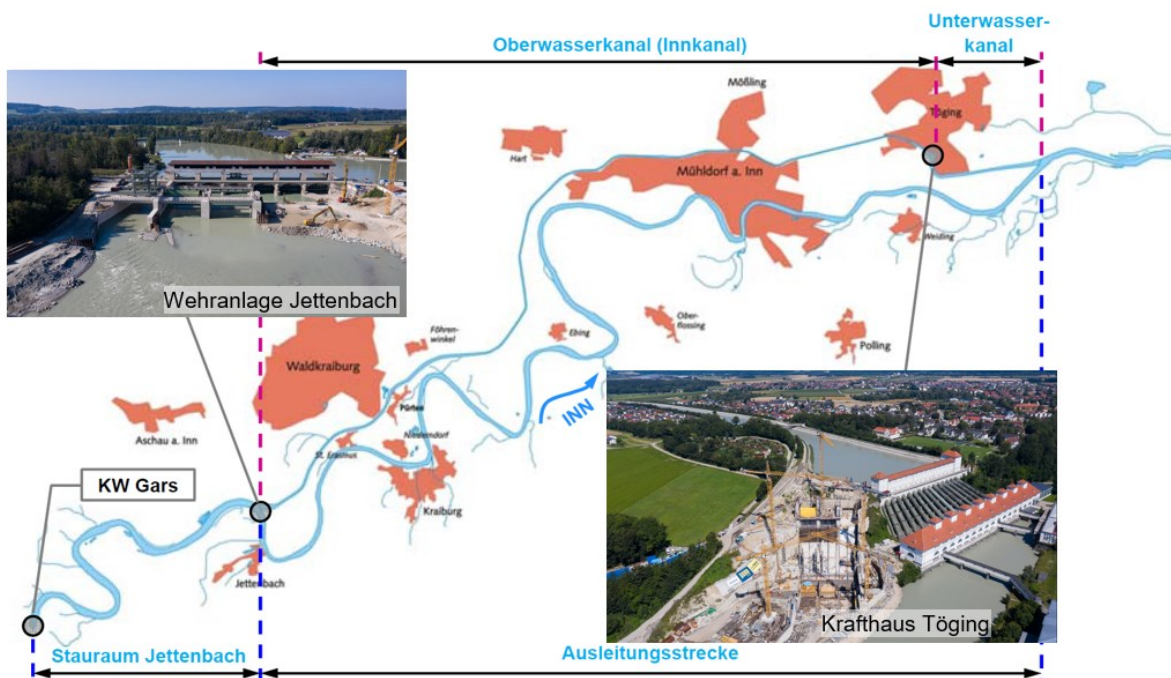 Unterwasser-
kanal
Oberwasserkanal (Innkanal)
Mößling
Töging
Hart
Mühldorf a. Inn
Weiding
Wehranlage Jettenbach
Föhren-
winkel
Ebing
Ober-
flossing
Polling
Waldkraiburg
INN
Pürten
Aschau a. Inn
St. Erasmus
Niederndorf
KW Gars
Kraiburg
Jettenbach
Krafthaus Töging
Stauraum Jettenbach
Ausleitungsstrecke